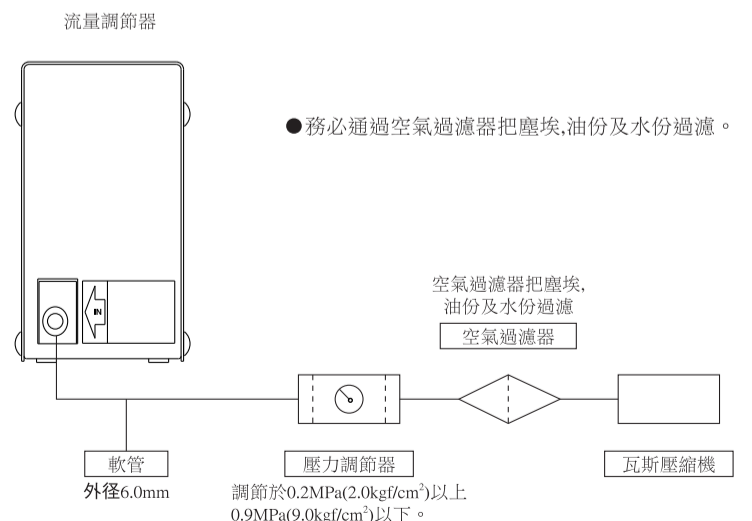 流量調節器
●務必通過空氣過濾器把塵埃,油份及水份過濾。
IN
空氣過濾器把塵埃,
油份及水份過濾
空氣過濾器
軟管
外径6.0mm
壓力調節器
調節於0.2MPa(2.0kgf/cm²)以上
0.9MPa(9.0kgf/cm²)以下。
瓦斯壓縮機